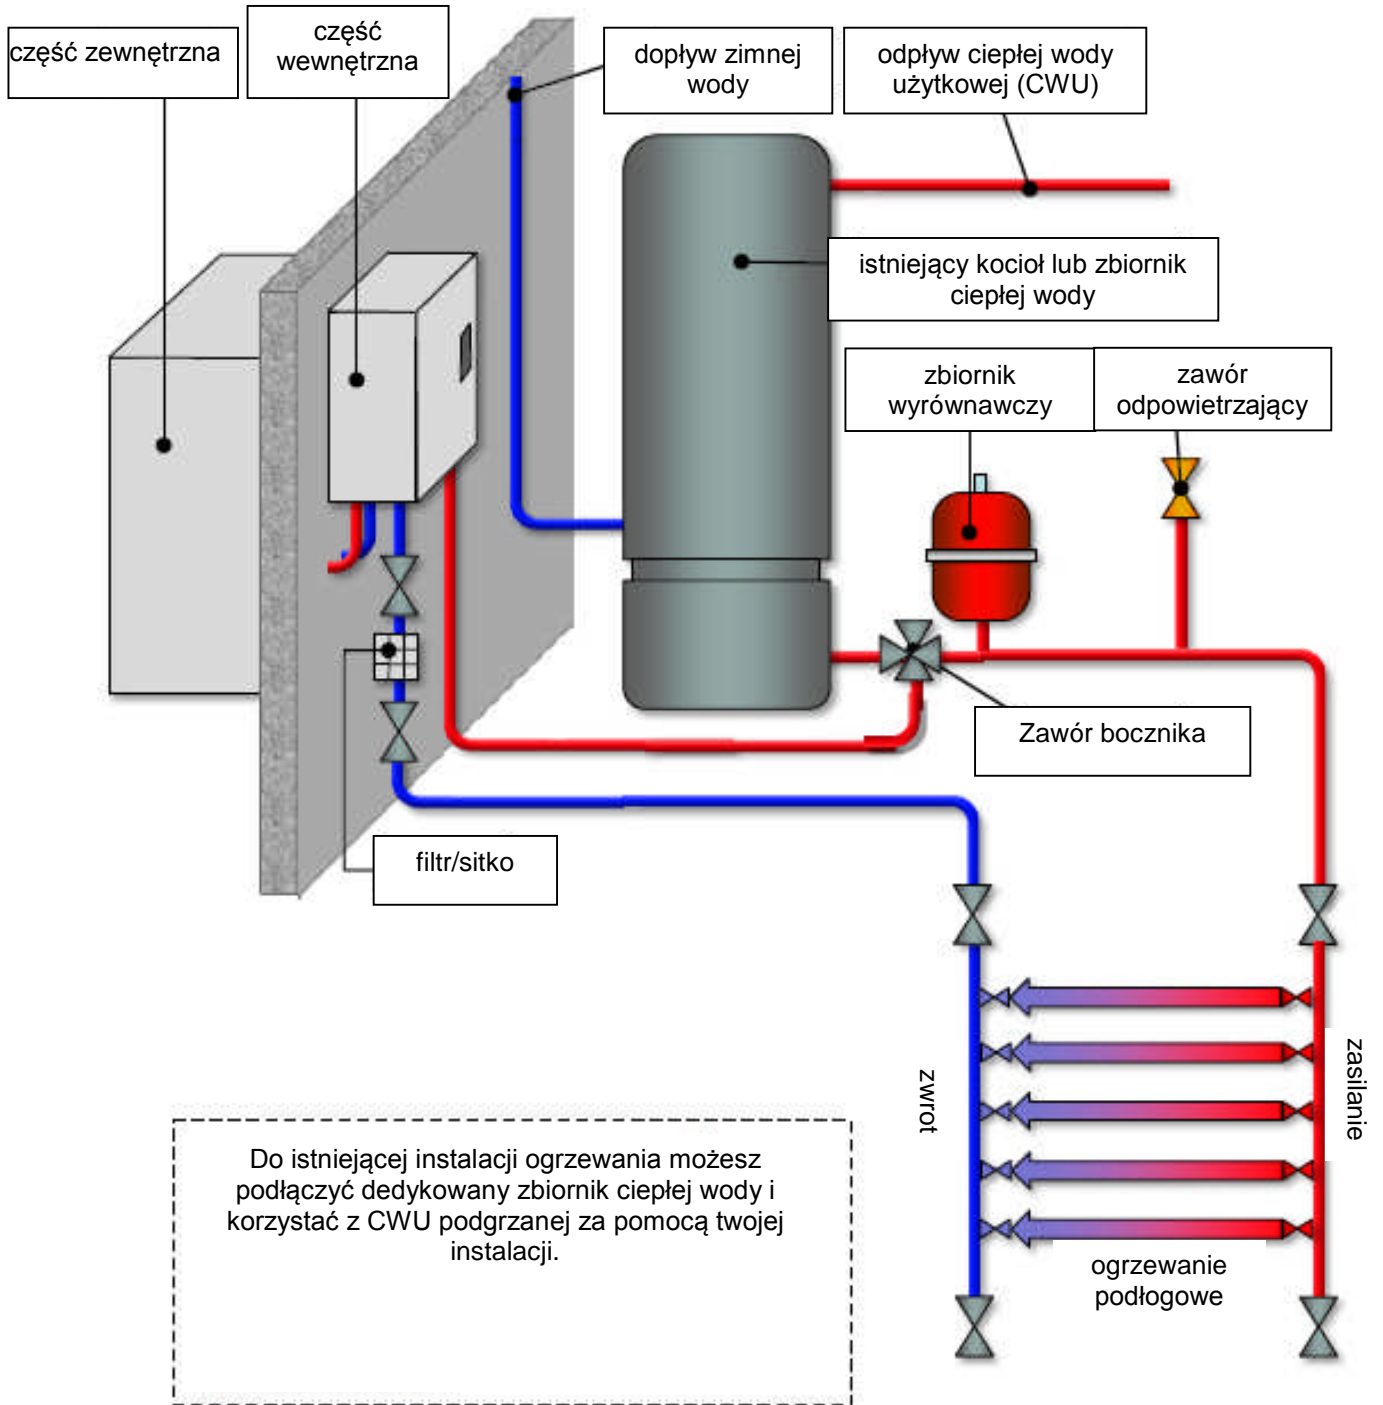 część zewnętrzna
część
wewnętrzna
dopływ zimnej
wody
odpływ ciepłej wody
użytkowej (CWU)
istniejący kocioł lub zbiornik
ciepłej wody
zbiornik
wyrównawczy
zawór
odpowietrzający
Zawór bocznika
filtr/sitko
zwrot
zasilanie
ogrzewanie
podłogowe
Do istniejącej instalacji ogrzewania możesz
podłączyć dedykowany zbiornik ciepłej wody i
korzystać z CWU podgrzanej za pomocą twojej
instalacji.